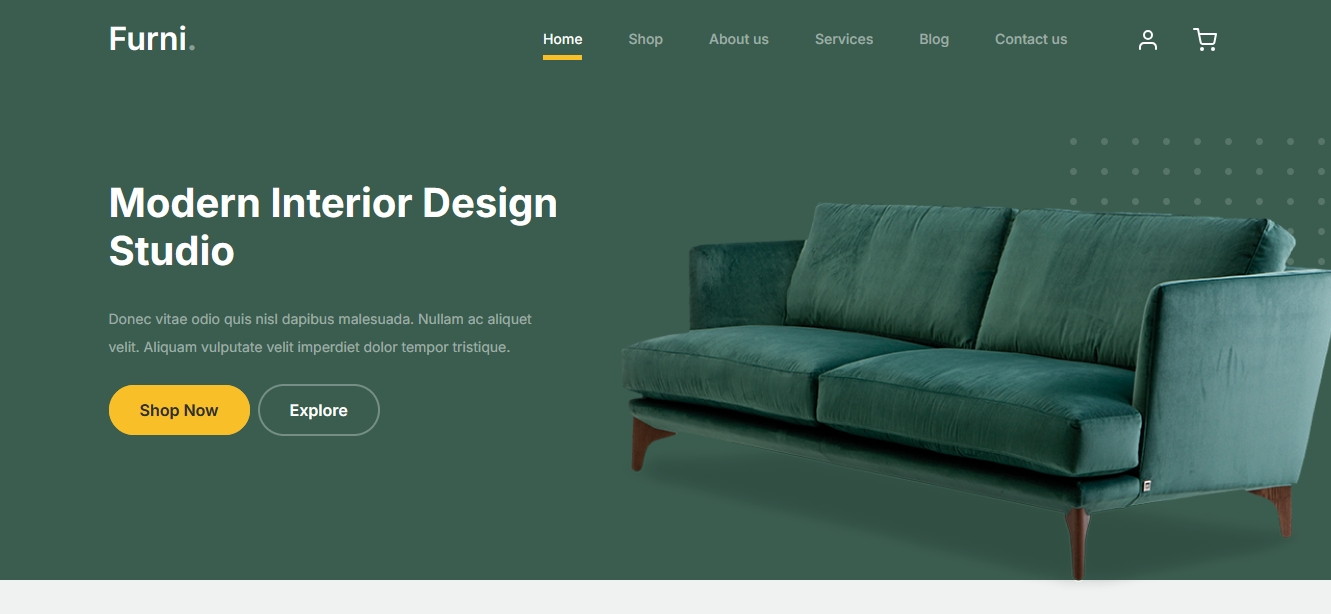 Furni.
Home Shop About us Services Blog Contact us
Modern Interior Design
Studio
Donec vitae odio quis nisl dapibus malesuada. Nullam ac aliquet
velit. Aliquam vulputate velit imperdiet dolor tempor tristique.
Shop Now Explore